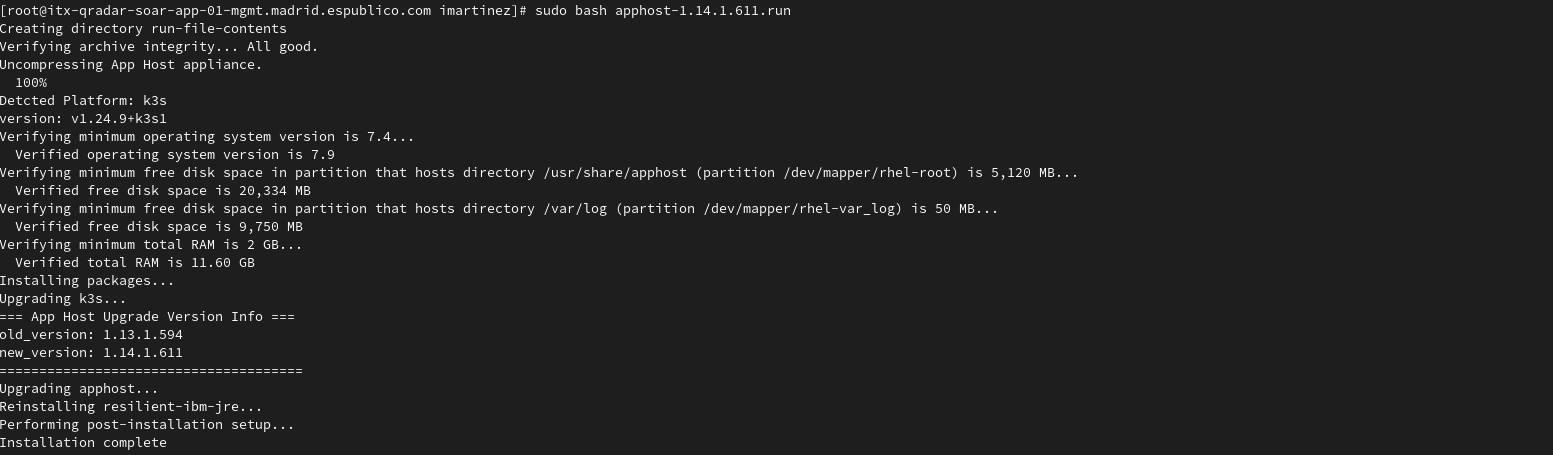 [root@itx-qradar-soar-app-01-mgmt.madrid.espublico.com imartinez]# sudo bash apphost-1.14.1.611.run
Creating directory run-file-contents
Verifying archive integrity... All good.
Uncompressing App Host appliance.
  100%
Detcted Platform: k3s
version: v1.24.9+k3s1
Verifying minimum operating system version is 7.4...
  Verified operating system version is 7.9
Verifying minimum free disk space in partition that hosts directory /usr/share/apphost (partition /dev/mapper/rhel-root) is 5,120 MB...
  Verified free disk space is 20,334 MB
Verifying minimum free disk space in partition that hosts directory /var/log (partition /dev/mapper/rhel-var_log) is 50 MB...
  Verified free disk space is 9,750 MB
Verifying minimum total RAM is 2 GB...
  Verified total RAM is 11.60 GB
Installing packages...
Upgrading k3s...
=== App Host Upgrade Version Info ===
old_version: 1.13.1.594
new_version: 1.14.1.611
======================================
Upgrading apphost...
Reinstalling resilient-ibm-jre...
Performing post-installation setup...
Installation complete